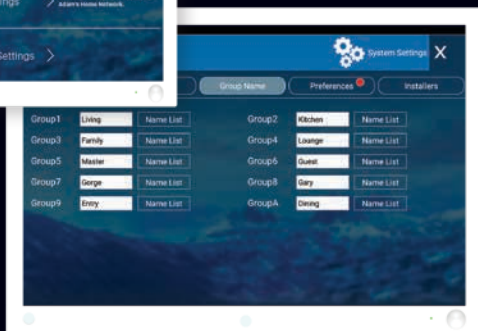 ings > Adam's Home Network.
Settings >
System Settings X
Group Name Preferences Installers
Group1 Living Name List Group2 Kitchen Name List
Group3 Family Name List Group4 Lounge Name List
Group5 Master Name List Group6 Guest Name List
Group7 Gerge Name List Group8 Gary Name List
Group9 Entry Name List GroupA Dining Name List